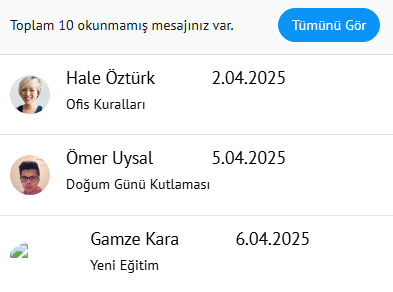 Toplam 10 okunmamış mesajınız var. Tümünü Gör
Hale Öztürk 2.04.2025
Ofis Kuralları
Ömer Uysal 5.04.2025
Doğum Günü Kutlaması
Gamze Kara 6.04.2025
Yeni Eğitim